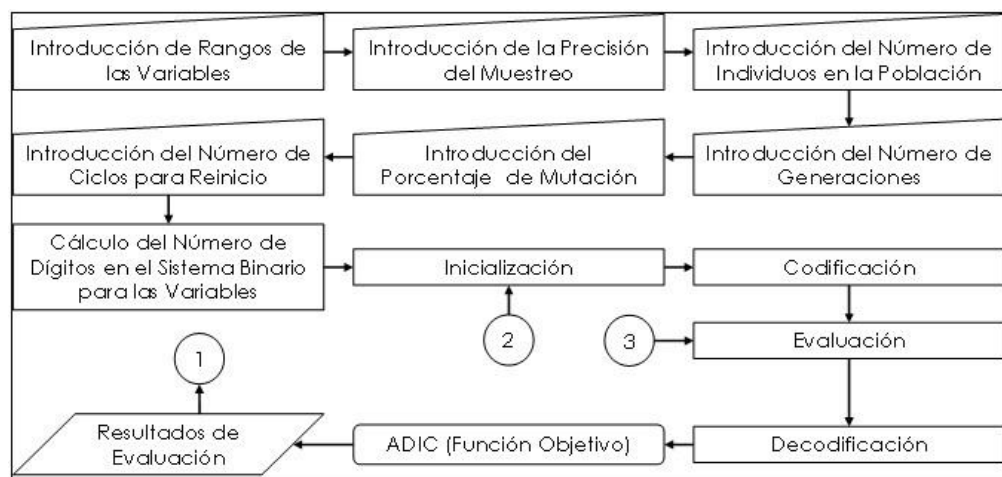 Introducción de Rangos de
las Variables
Introducción de la Precisión
del Muestreo
Introducción del Número de
Individuos en la Población
Introducción del Número de
Ciclos para Reinicio
Introducción del
Porcentaje de Mutación
Introducción del Número de
Generaciones
Cálculo del Número de
Dígitos en el Sistema Binario
para las Variables
Inicialización
Codificación
1
2
3
Evaluación
Resultados de
Evaluación
ADIC (Función Objetivo)
Decodificación